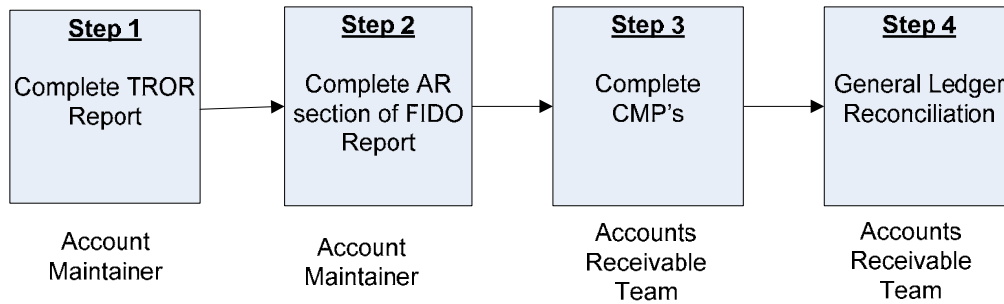 Step 1
Complete TROR
Report
Step 2
Complete AR
section of FIDO
Report
Step 3
Complete
CMP's
Step 4
General Ledger
Reconciliation
Account
Maintainer
Account
Maintainer
Accounts
Receivable
Team
Accounts
Receivable
Team